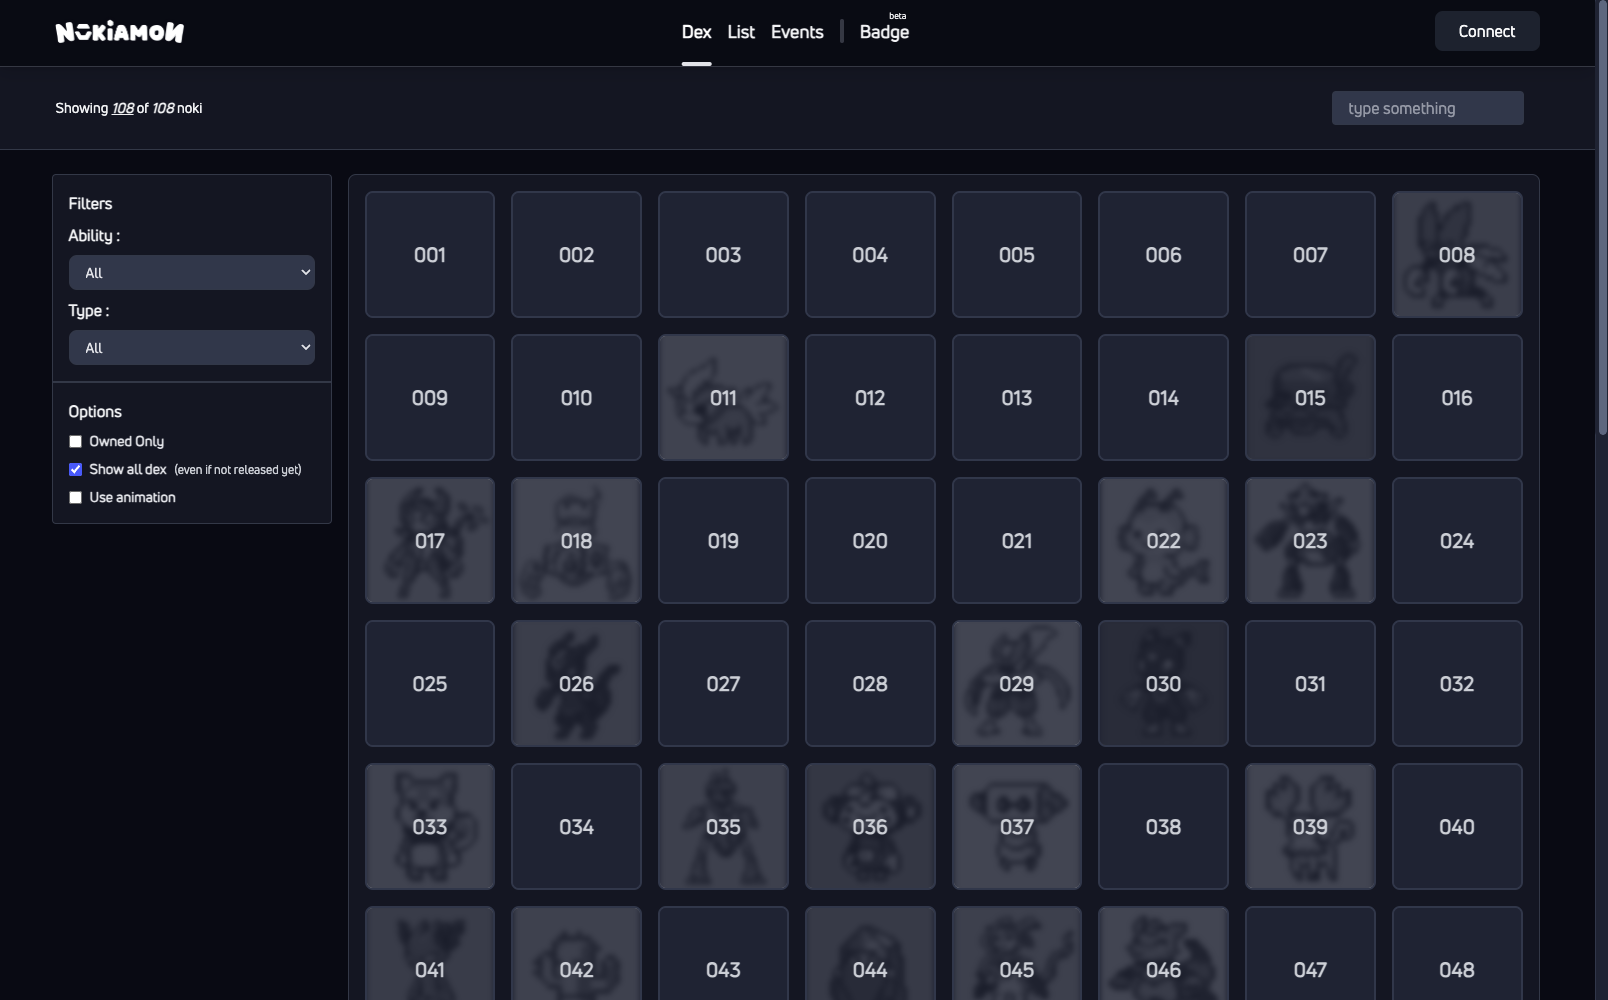 NOKiAMON
Dex List Events | Badge beta
Connect
Showing 108 of 108 noki
type something
Filters
Ability :
All
Type :
All
Options
Owned Only
Show all dex (even if not released yet)
Use animation
001 002 003 004 005 006 007 008
009 010 011 012 013 014 015 016
017 018 019 020 021 022 023 024
025 026 027 028 029 030 031 032
033 034 035 036 037 038 039 040
041 042 043 044 045 046 047 048